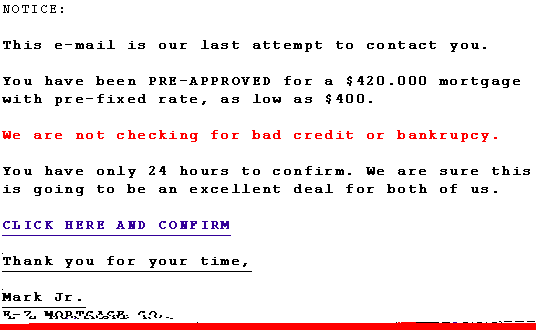 NOTICE:
This e-mail is our last attempt to contact you.
You have been PRE-APPROVED for a $420.000 mortgage
with pre-fixed rate, as low as $400.
We are not checking for bad credit or bankrupcy.
You have only 24 hours to confirm. We are sure this
is going to be an excellent deal for both of us.
CLICK HERE AND CONFIRM
Thank you for your time,
Mark Jr.
E-Z MORTGAGE CO.